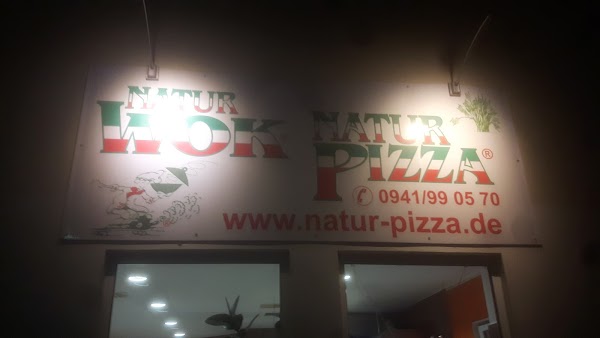 NATUR
WOK
NATUR
PIZZA®
0941/99 05 70
www.natur-pizza.de